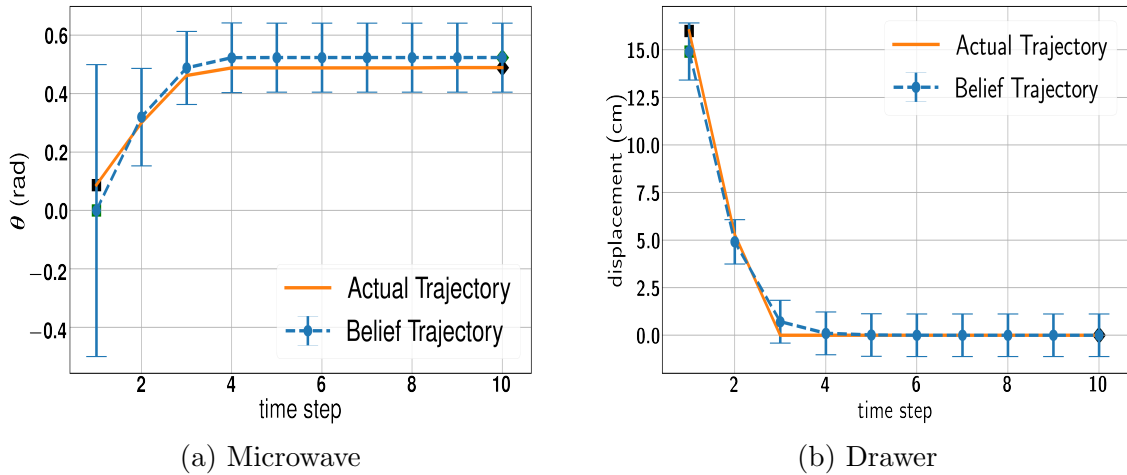 0.6
0.4
0.2
0.0
−0.2
−0.4
θ (rad)
2
4
6
8
10
time step
Actual Trajectory
Belief Trajectory
(a) Microwave
15.0
12.5
10.0
7.5
5.0
2.5
0.0
displacement (cm)
2
4
6
8
10
time step
Actual Trajectory
Belief Trajectory
(b) Drawer